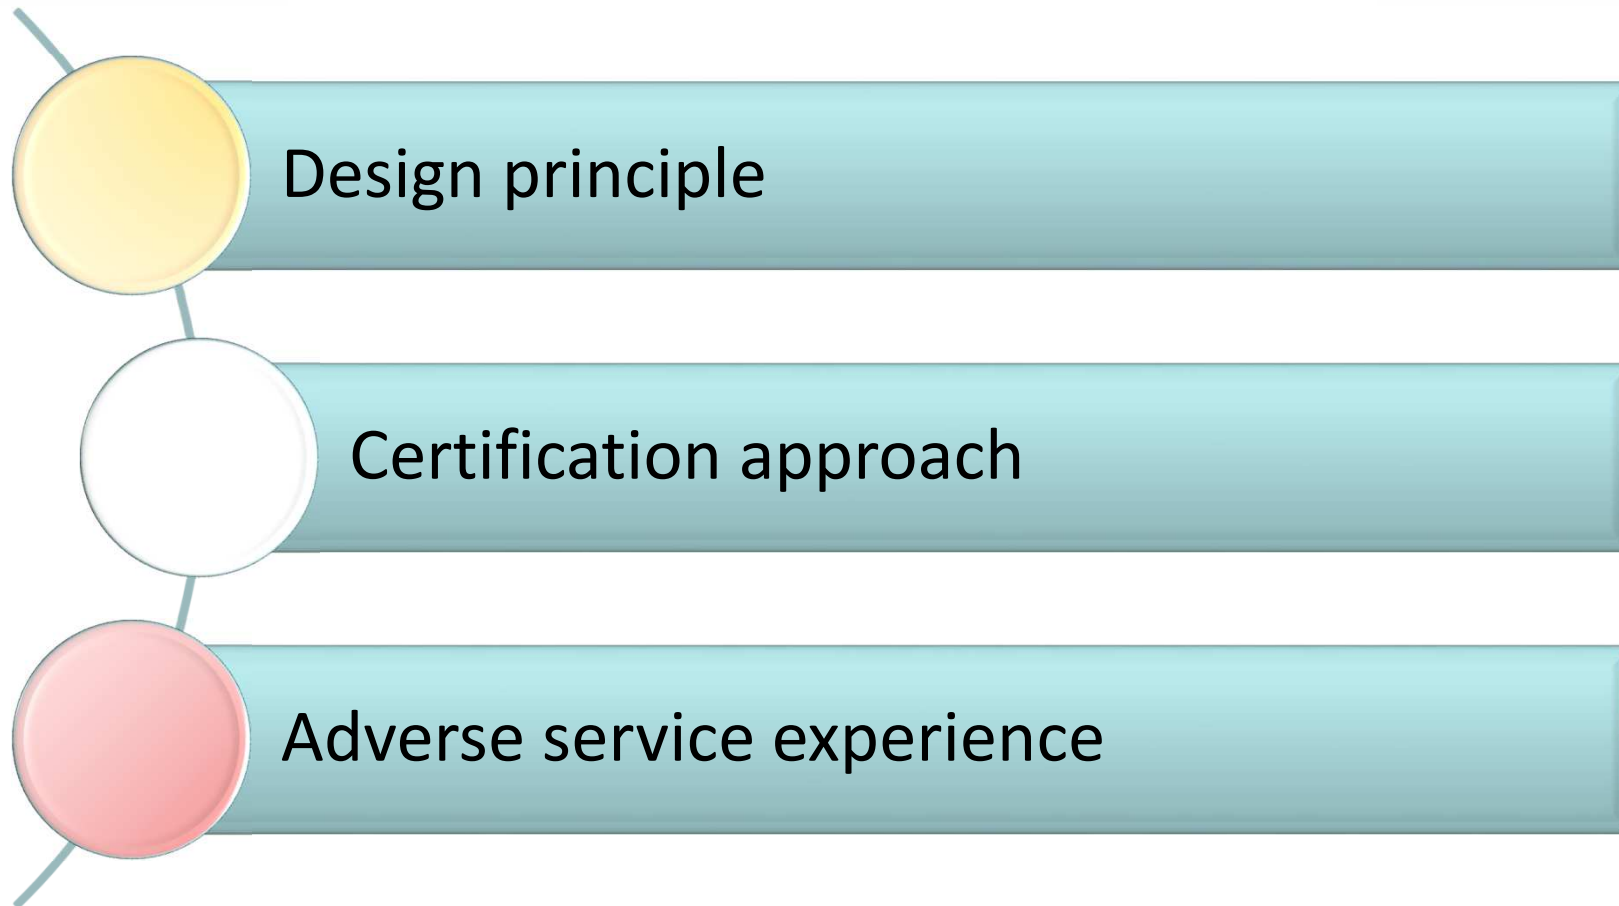 Design principle
Certification approach
Adverse service experience